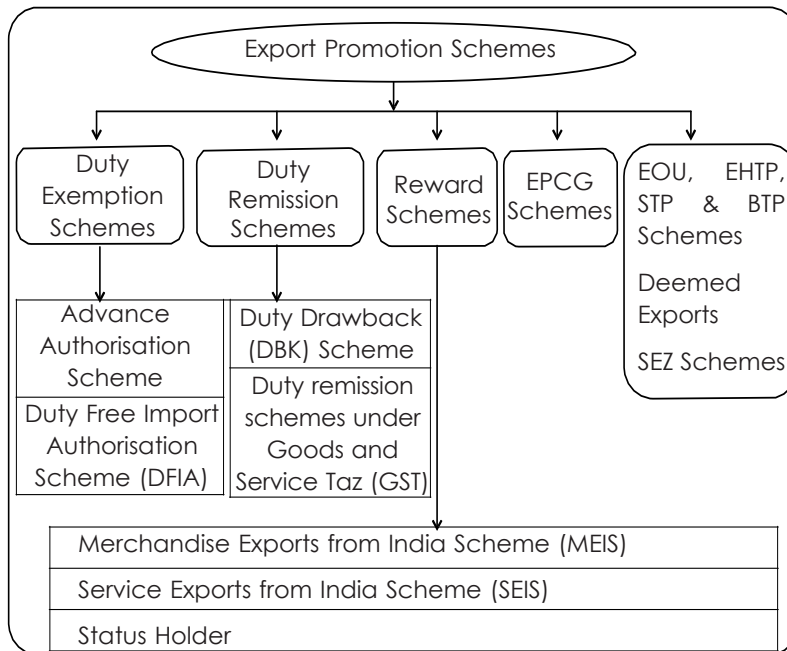 Export Promotion Schemes
Duty
Exemption
Schemes
Duty
Remission
Schemes
Reward
Schemes
EPCG
Schemes
EOU, EHTP,
STP & BTP
Schemes
Deemed
Exports
SEZ Schemes
Advance
Authorisation
Scheme
Duty Free Import
Authorisation
Scheme (DFIA)
Duty Drawback
(DBK) Scheme
Duty remission
schemes under
Goods and
Service Taz (GST)
Merchandise Exports from India Scheme (MEIS)
Service Exports from India Scheme (SEIS)
Status Holder